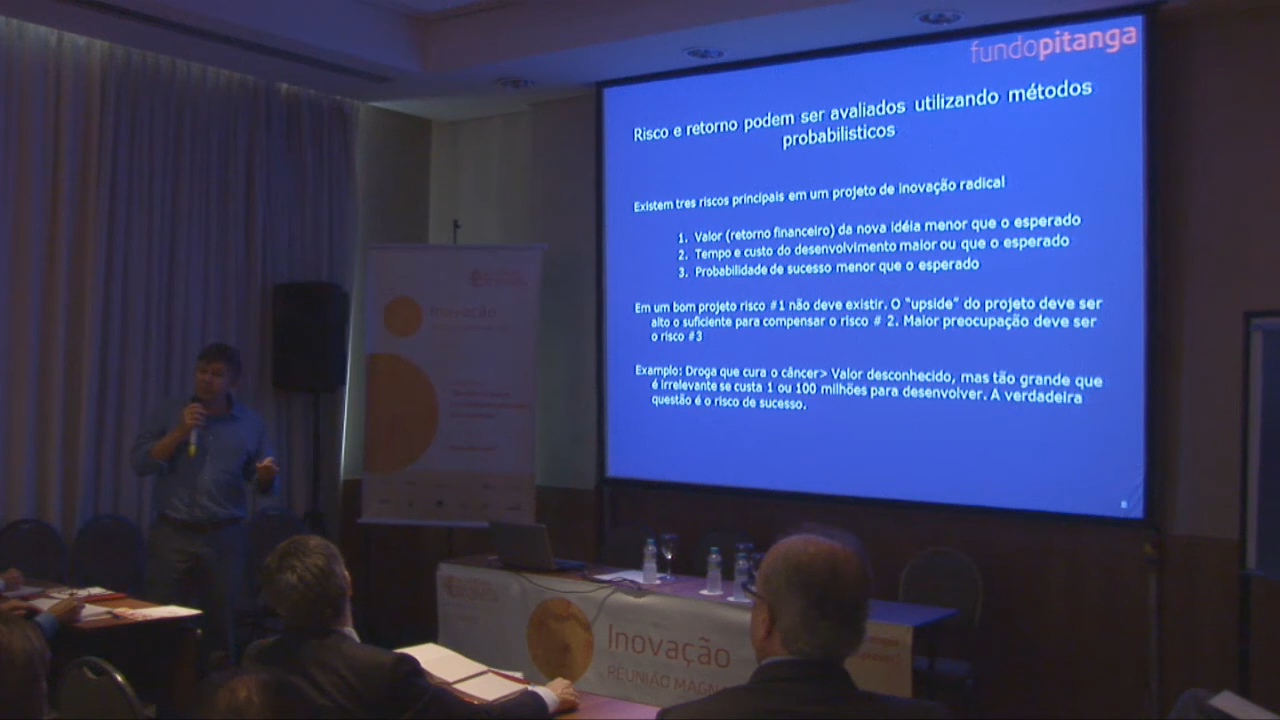 fundopitanga
Risco e retorno podem ser avaliados utilizando métodos
probabilisticos
Existem tres riscos principais em um projeto de inovação radical
1. Valor (retorno financeiro) da nova idéia menor que o esperado
2. Tempo e custo do desenvolvimento maior ou que o esperado
3. Probabilidade de sucesso menor que o esperado
Em um bom projeto risco #1 não deve existir. O “upside” do projeto deve ser
alto o suficiente para compensar o risco # 2. Maior preocupação deve ser
o risco #3
Example: Droga que cura o câncer> Valor desconhecido, mas tão grande que
é irrelevante se custa 1 ou 100 milhões para desenvolver. A verdadeira
questão é o risco de sucesso.
8
Inovação
Inovação
REUNIÃO MAGN